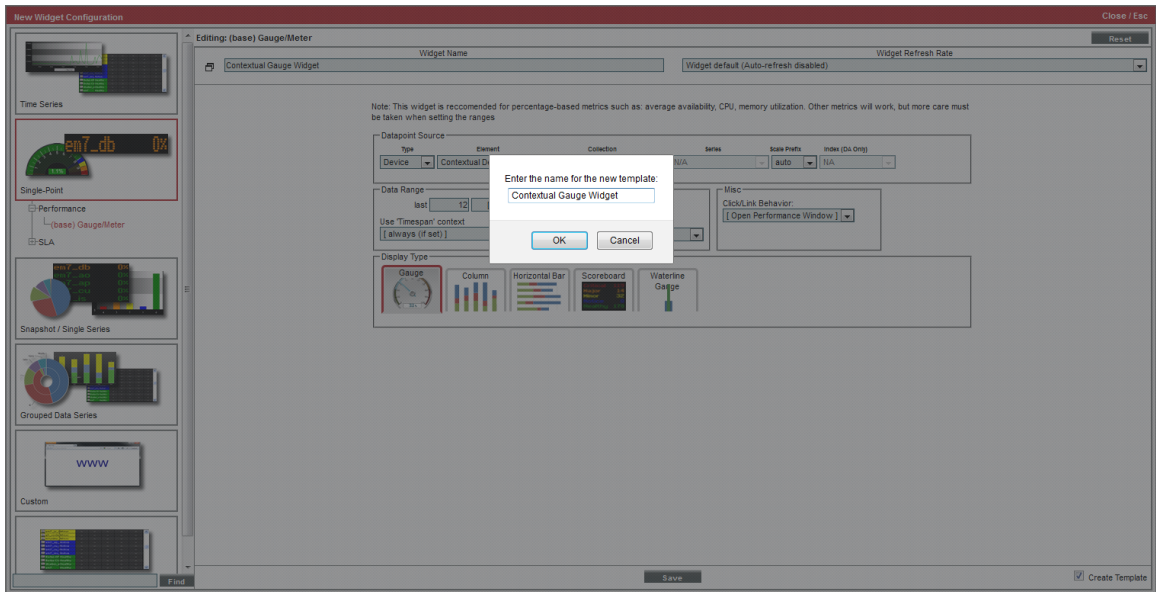 New Widget Configuration
Close / Esc
Editing: (base) Gauge/Meter
Reset
Widget Name
Widget Refresh Rate
Contextual Gauge Widget
Widget default (Auto-refresh disabled)
Time Series
Note: This widget is reccomended for percentage-based metrics such as: average availability, CPU, memory utilization. Other metrics will work, but more care must
be taken when setting the ranges
em7_db 0%
Single-Point
Performance
(base) Gauge/Meter
SLA
Datapoint Source
Type
Element
Collection
Series
Scale Prefix
Index (DA Only)
Device
Contextual De
N/A
auto
NA
Enter the name for the new template:
Contextual Gauge Widget
OK
Cancel
Data Range
last
12
Use 'Timespan' context
[ always (if set) ]
Misc
Click/Link Behavior:
[ Open Performance Window ]
Display Type
Gauge
Column
Horizontal Bar
Scoreboard
Waterline
Gauge
Snapshot / Single Series
Grouped Data Series
WWW
Custom
Find
Save
Create Template